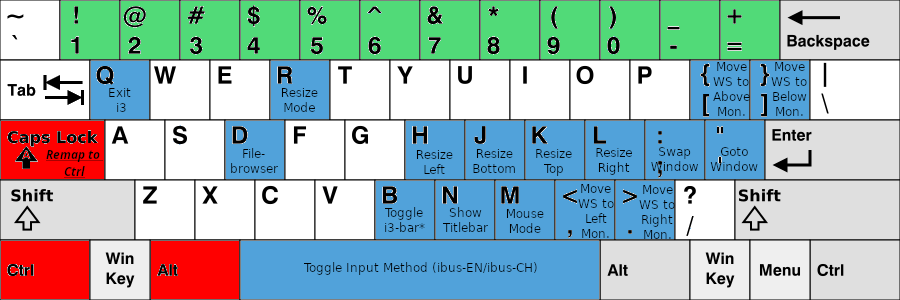 ~ ! @ # $ % ^ & * ( ) _ +
` 1 2 3 4 5 6 7 8 9 0 - = Backspace
Tab Q W E R T Y U I O P { Move } Move |
Exit Resize WS to WS to
i3 Mode [ Above ] Below \
Mon. Mon.
Caps Lock A S D F G H J K L : " Enter
Remap to File- Resize Resize Resize Resize ; Swap ' Goto
Ctrl browser Left Bottom Top Right Window Window
Shift Z X C V B N M < Move > Move ? Shift
Toggle Show Mouse WS to WS to
i3-bar* Titlebar Mode Left Right
, Mon. . Mon. /
Ctrl Win Alt Toggle Input Method (ibus-EN/ibus-CH) Alt Win Menu Ctrl
Key Key